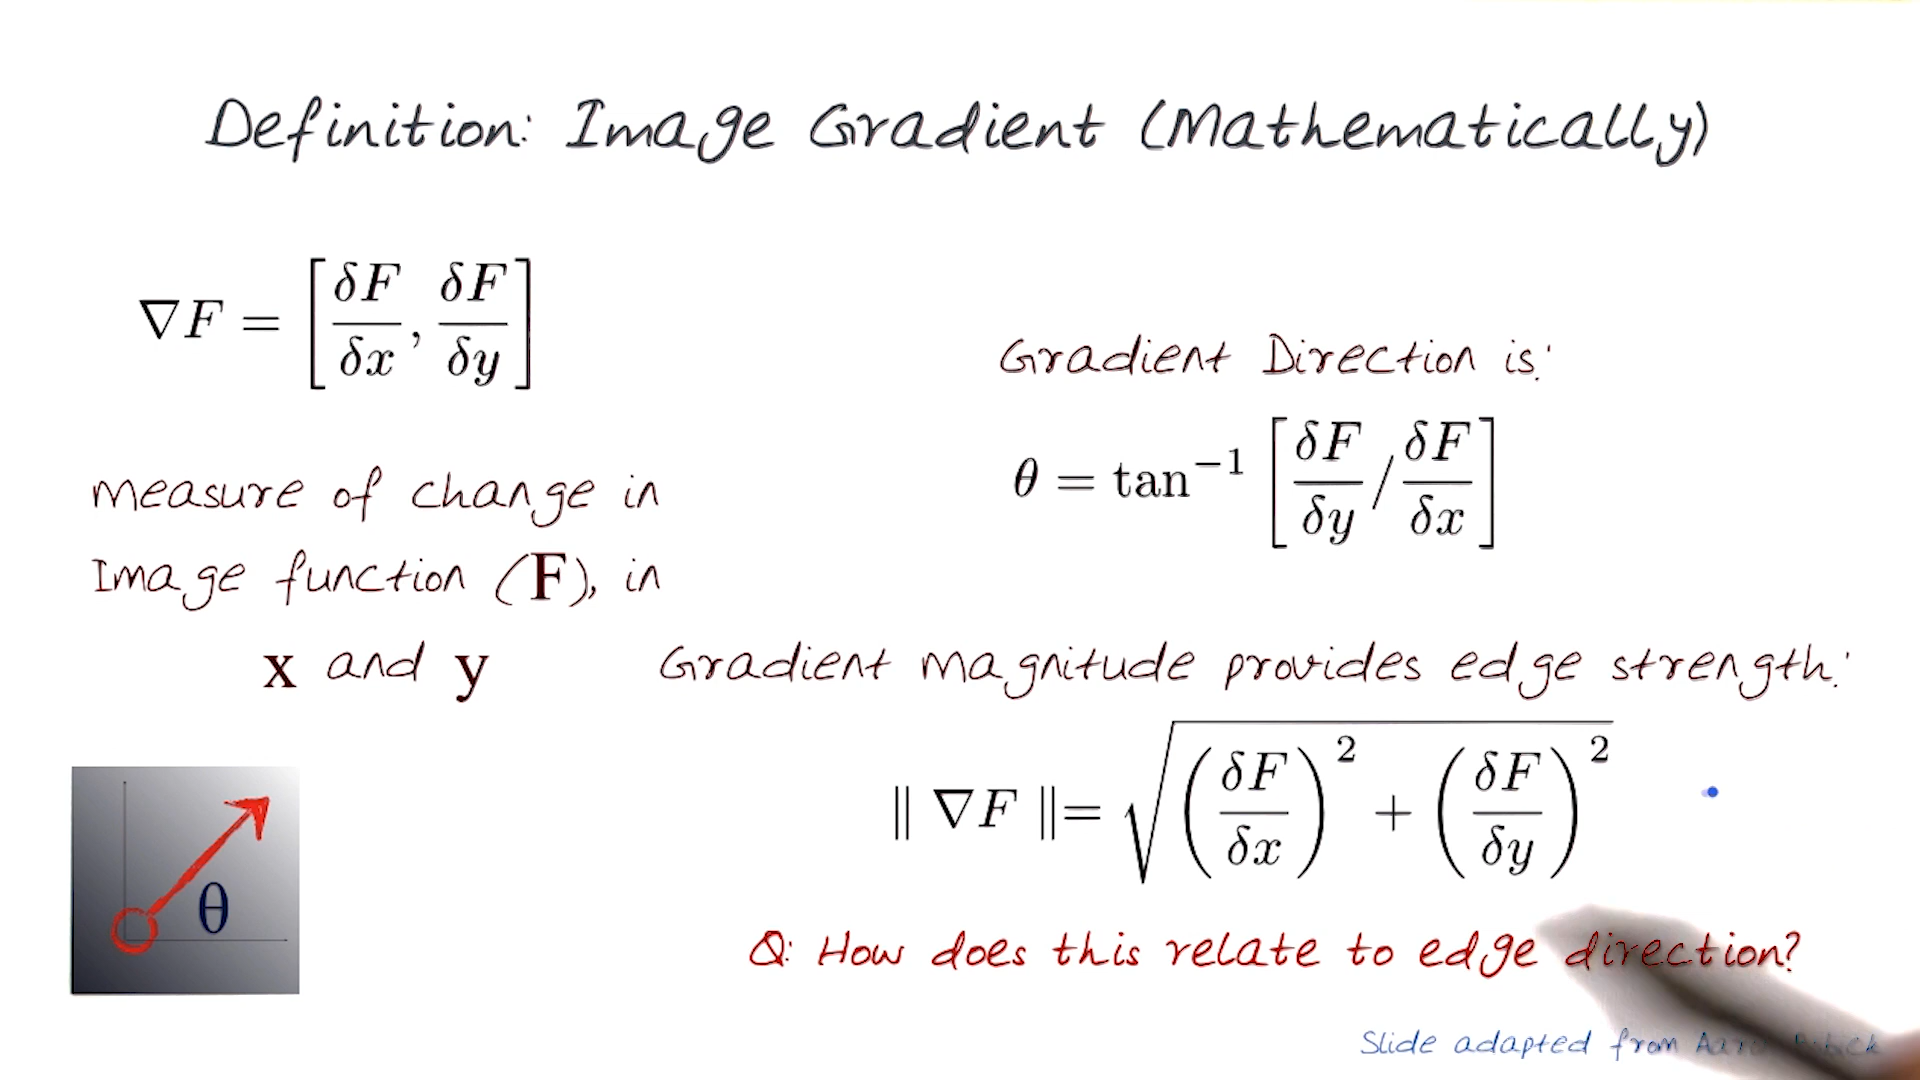 Definition: Image Gradient (Mathematically)
∇F = [δF/δx, δF/δy]
measure of change in
Image function (F), in
x and y
θ
Gradient Direction is:
θ = tan⁻¹ [δF/δy / δF/δx]
Gradient magnitude provides edge strength:
‖ ∇F ‖= √((δF/δx)² + (δF/δy)²)
Q: How does this relate to edge direction?
Slide adapted from